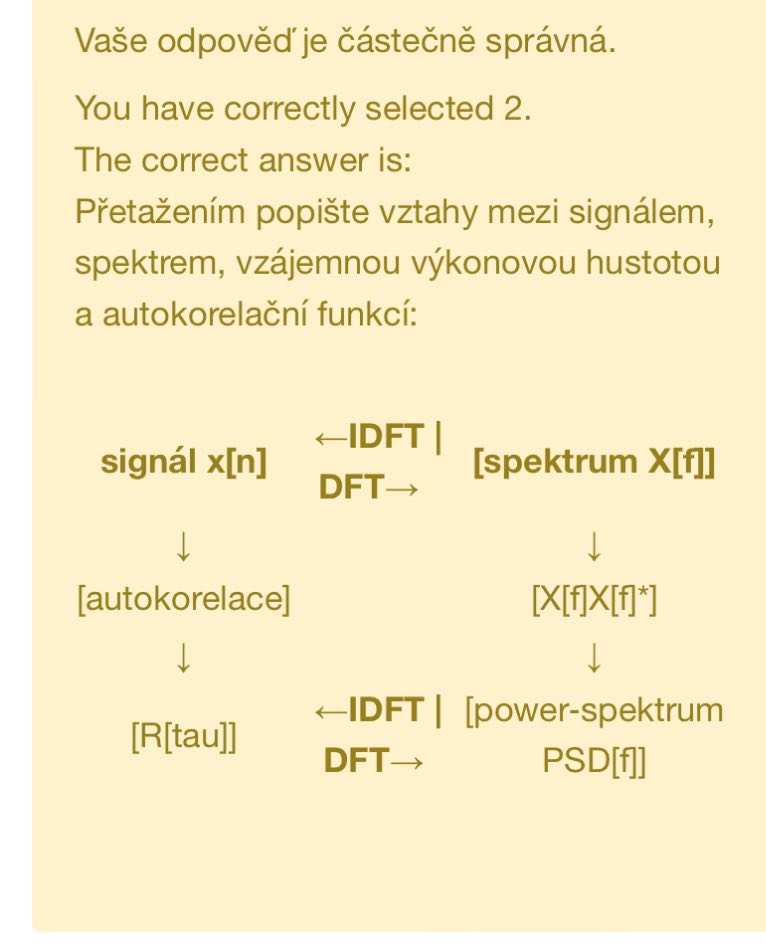 Vaše odpověď je částečně správná.
You have correctly selected 2.
The correct answer is:
Přetažením popište vztahy mezi signálem,
spektrem, vzájemnou výkonovou hustotou
a autokorelační funkcí:
signál x[n] ←IDFT | DFT→ [spektrum X[f]]
↓ ↓
[autokorelace] [X[f]X[f]*]
↓ ↓
[R[tau]] ←IDFT | DFT→ [power-spektrum PSD[f]]